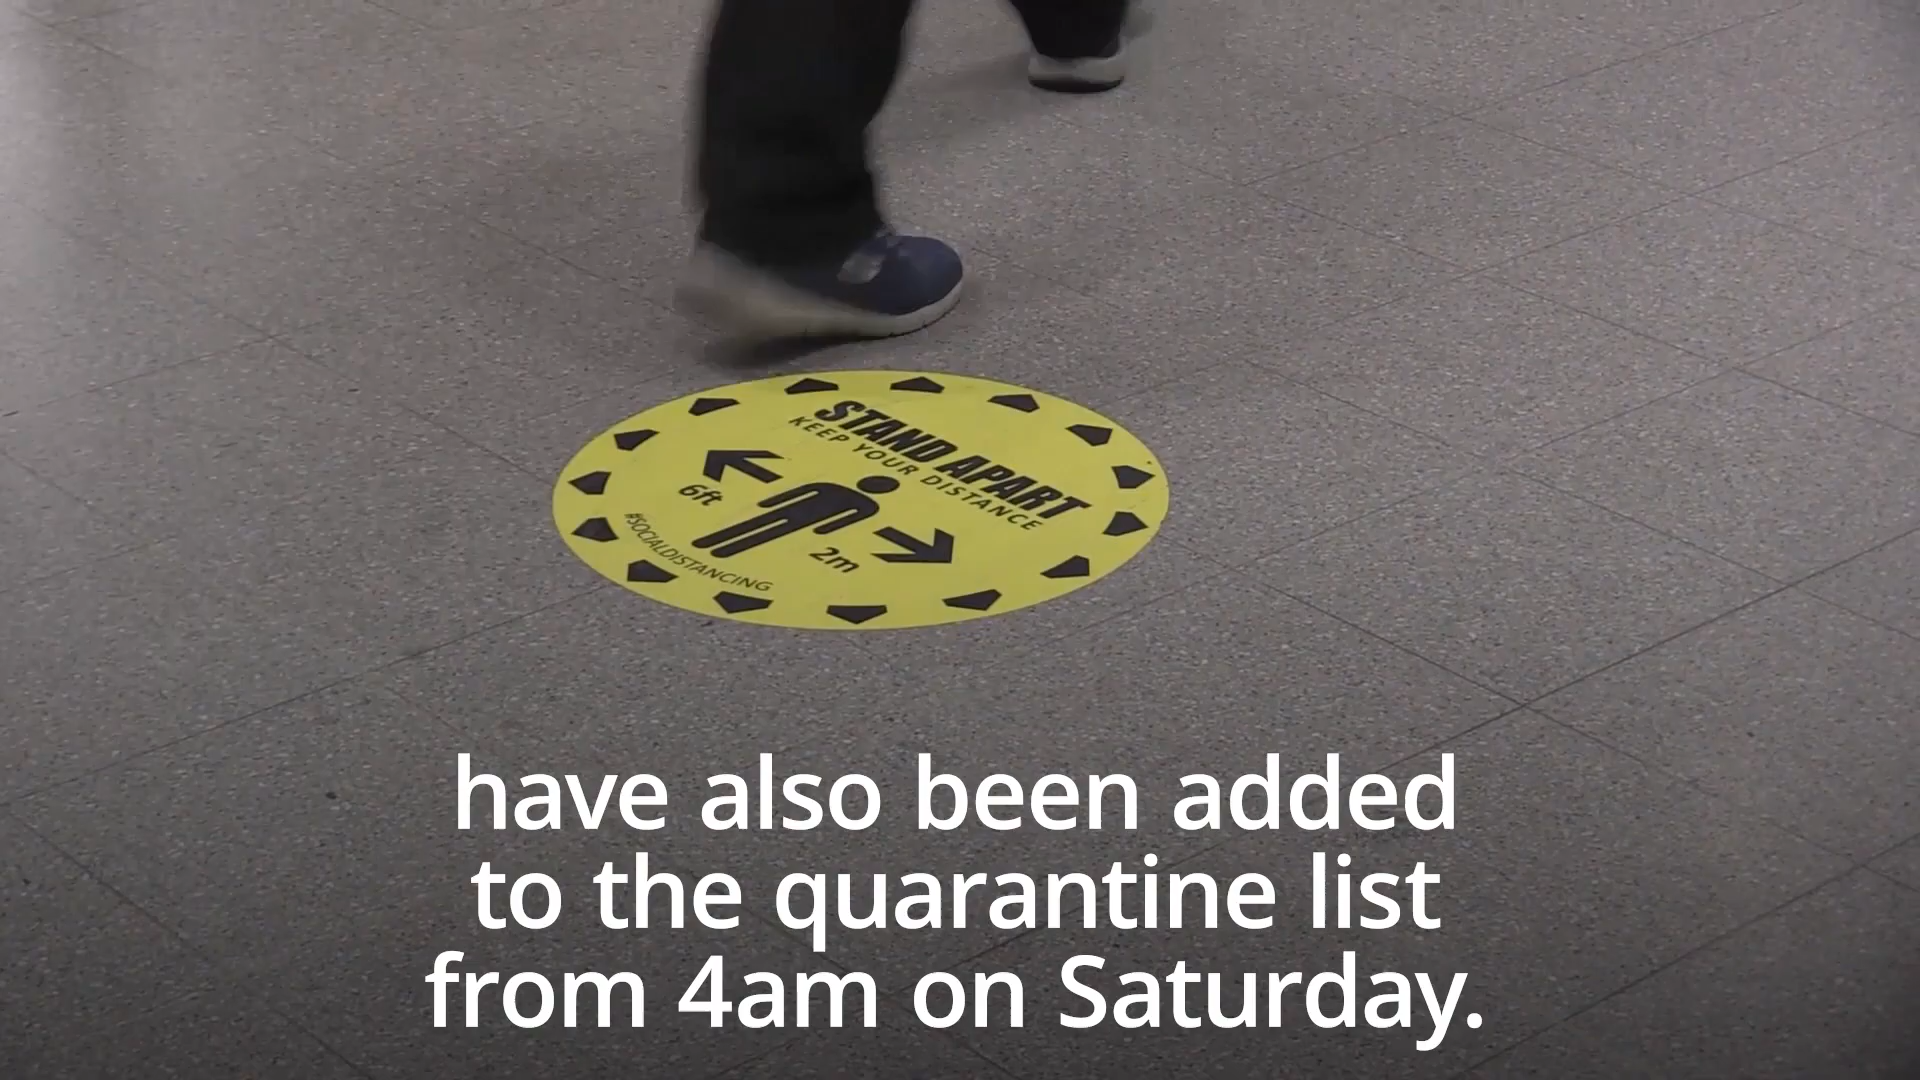 STAND APART
KEEP YOUR DISTANCE
6ft
2m
#SOCIALDISTANCING
have also been added
to the quarantine list
from 4am on Saturday.